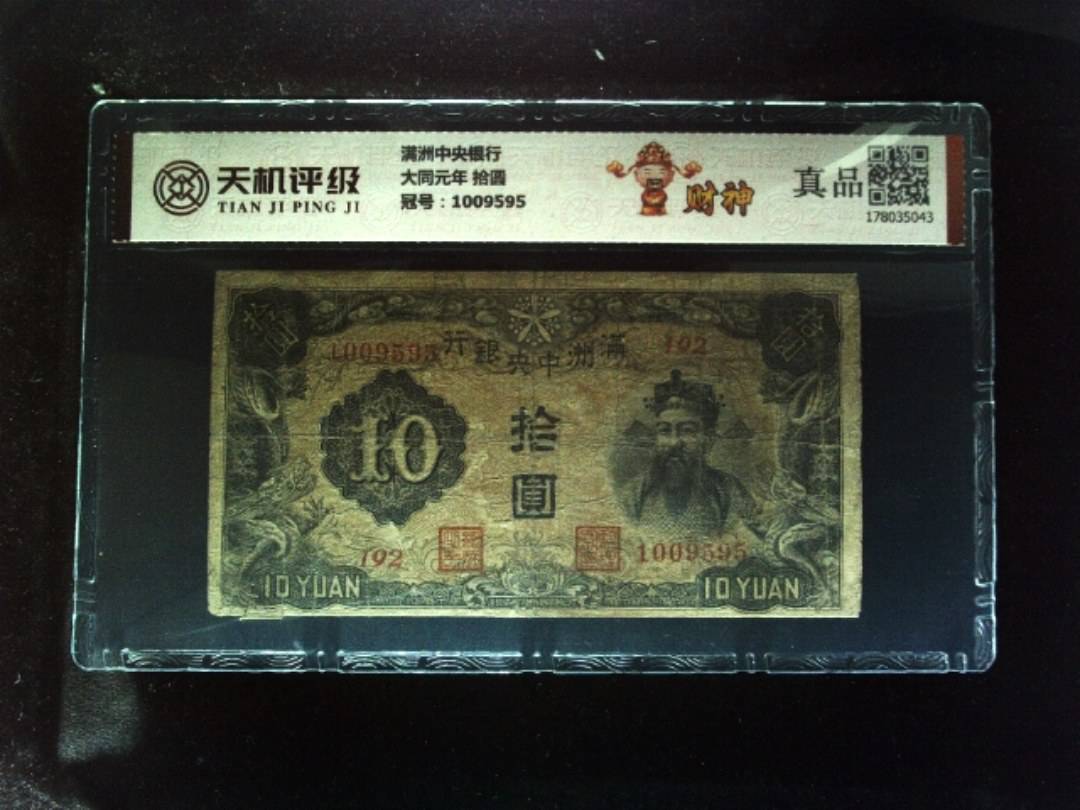 天机评级
TIAN JI PING JI
满洲中央银行
大同元年 拾圆
冠号：1009595
财神
真品
178035043
拾
拾
1009595
行銀央中洲滿
192
10
拾
圓
192
1009595
10 YUAN
10 YUAN